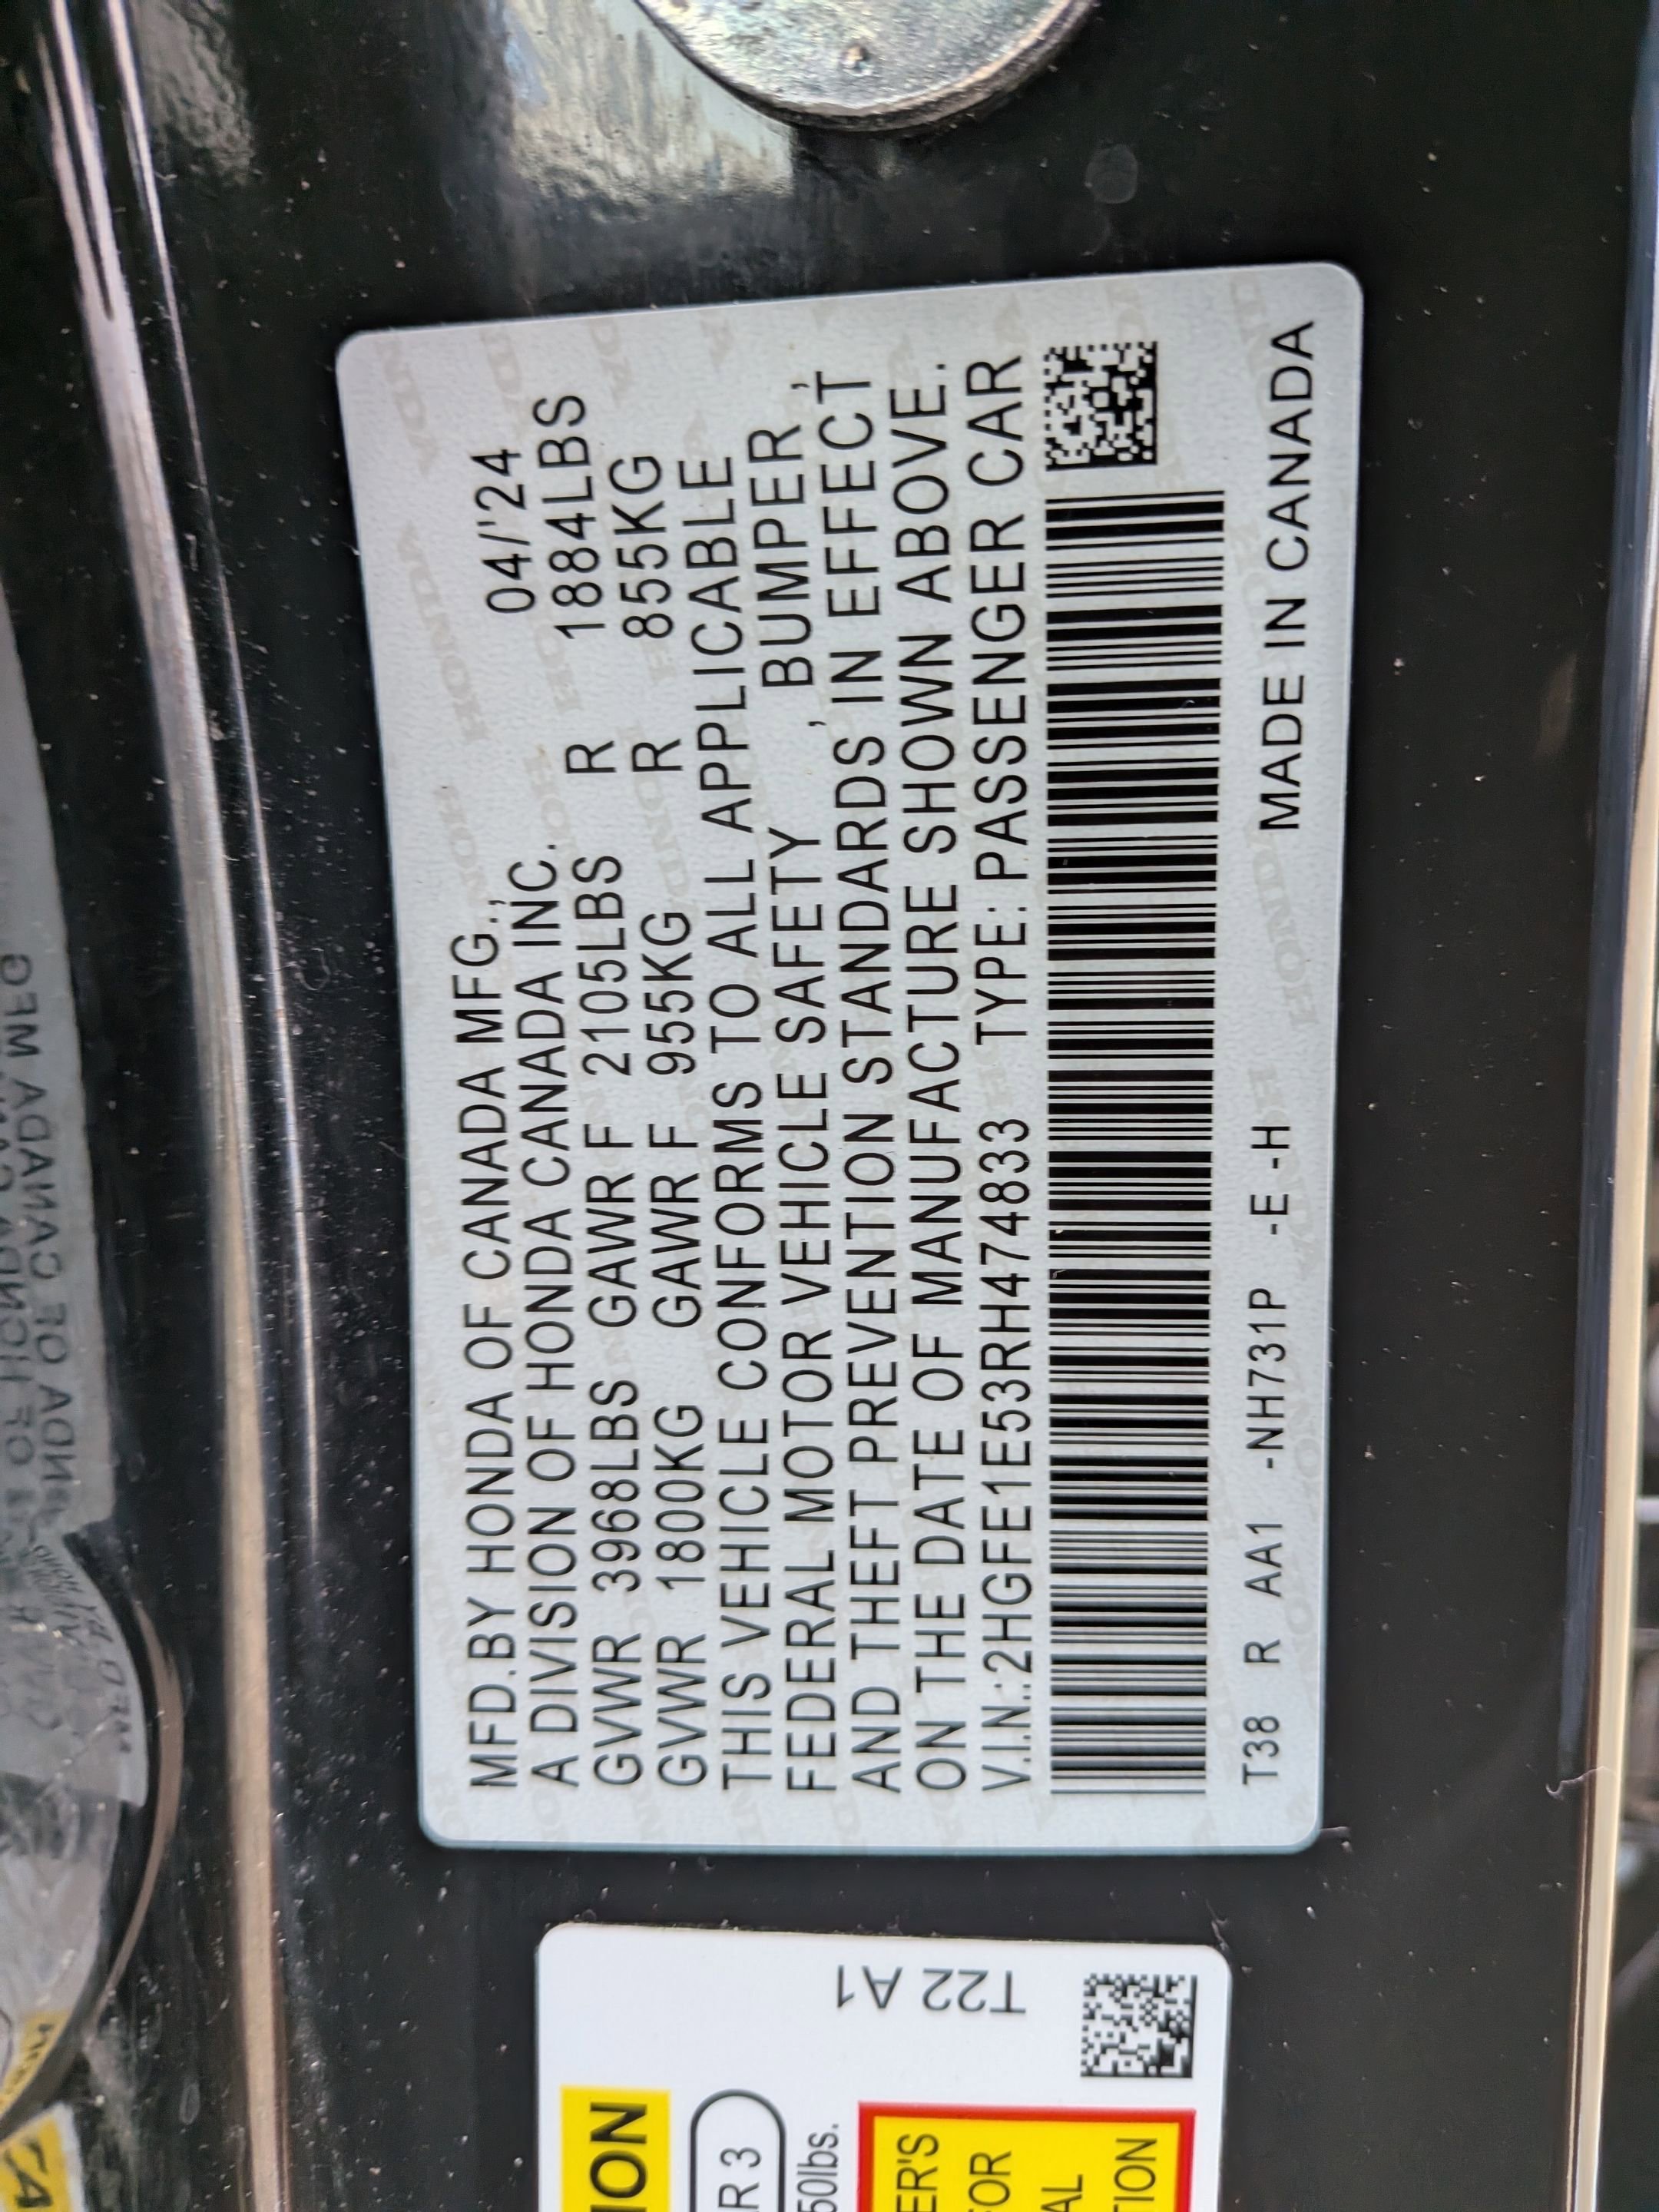 MFD.BY HONDA OF CANADA MFG.,
04/'24
A DIVISION OF HONDA CANADA INC.
GVWR 3968LBS GAWR F 2105LBS R 1884LBS
GVWR 1800KG GAWR F 955KG R 855KG
THIS VEHICLE CONFORMS TO ALL APPLICABLE
FEDERAL MOTOR VEHICLE SAFETY , BUMPER ,
AND THEFT PREVENTION STANDARDS IN EFFECT
ON THE DATE OF MANUFACTURE SHOWN ABOVE.
V.I.N.:2HGFE1E53RH474833 TYPE: PASSENGER CAR
T38 R AA1 -NH731P -E -H MADE IN CANADA
T22 A1